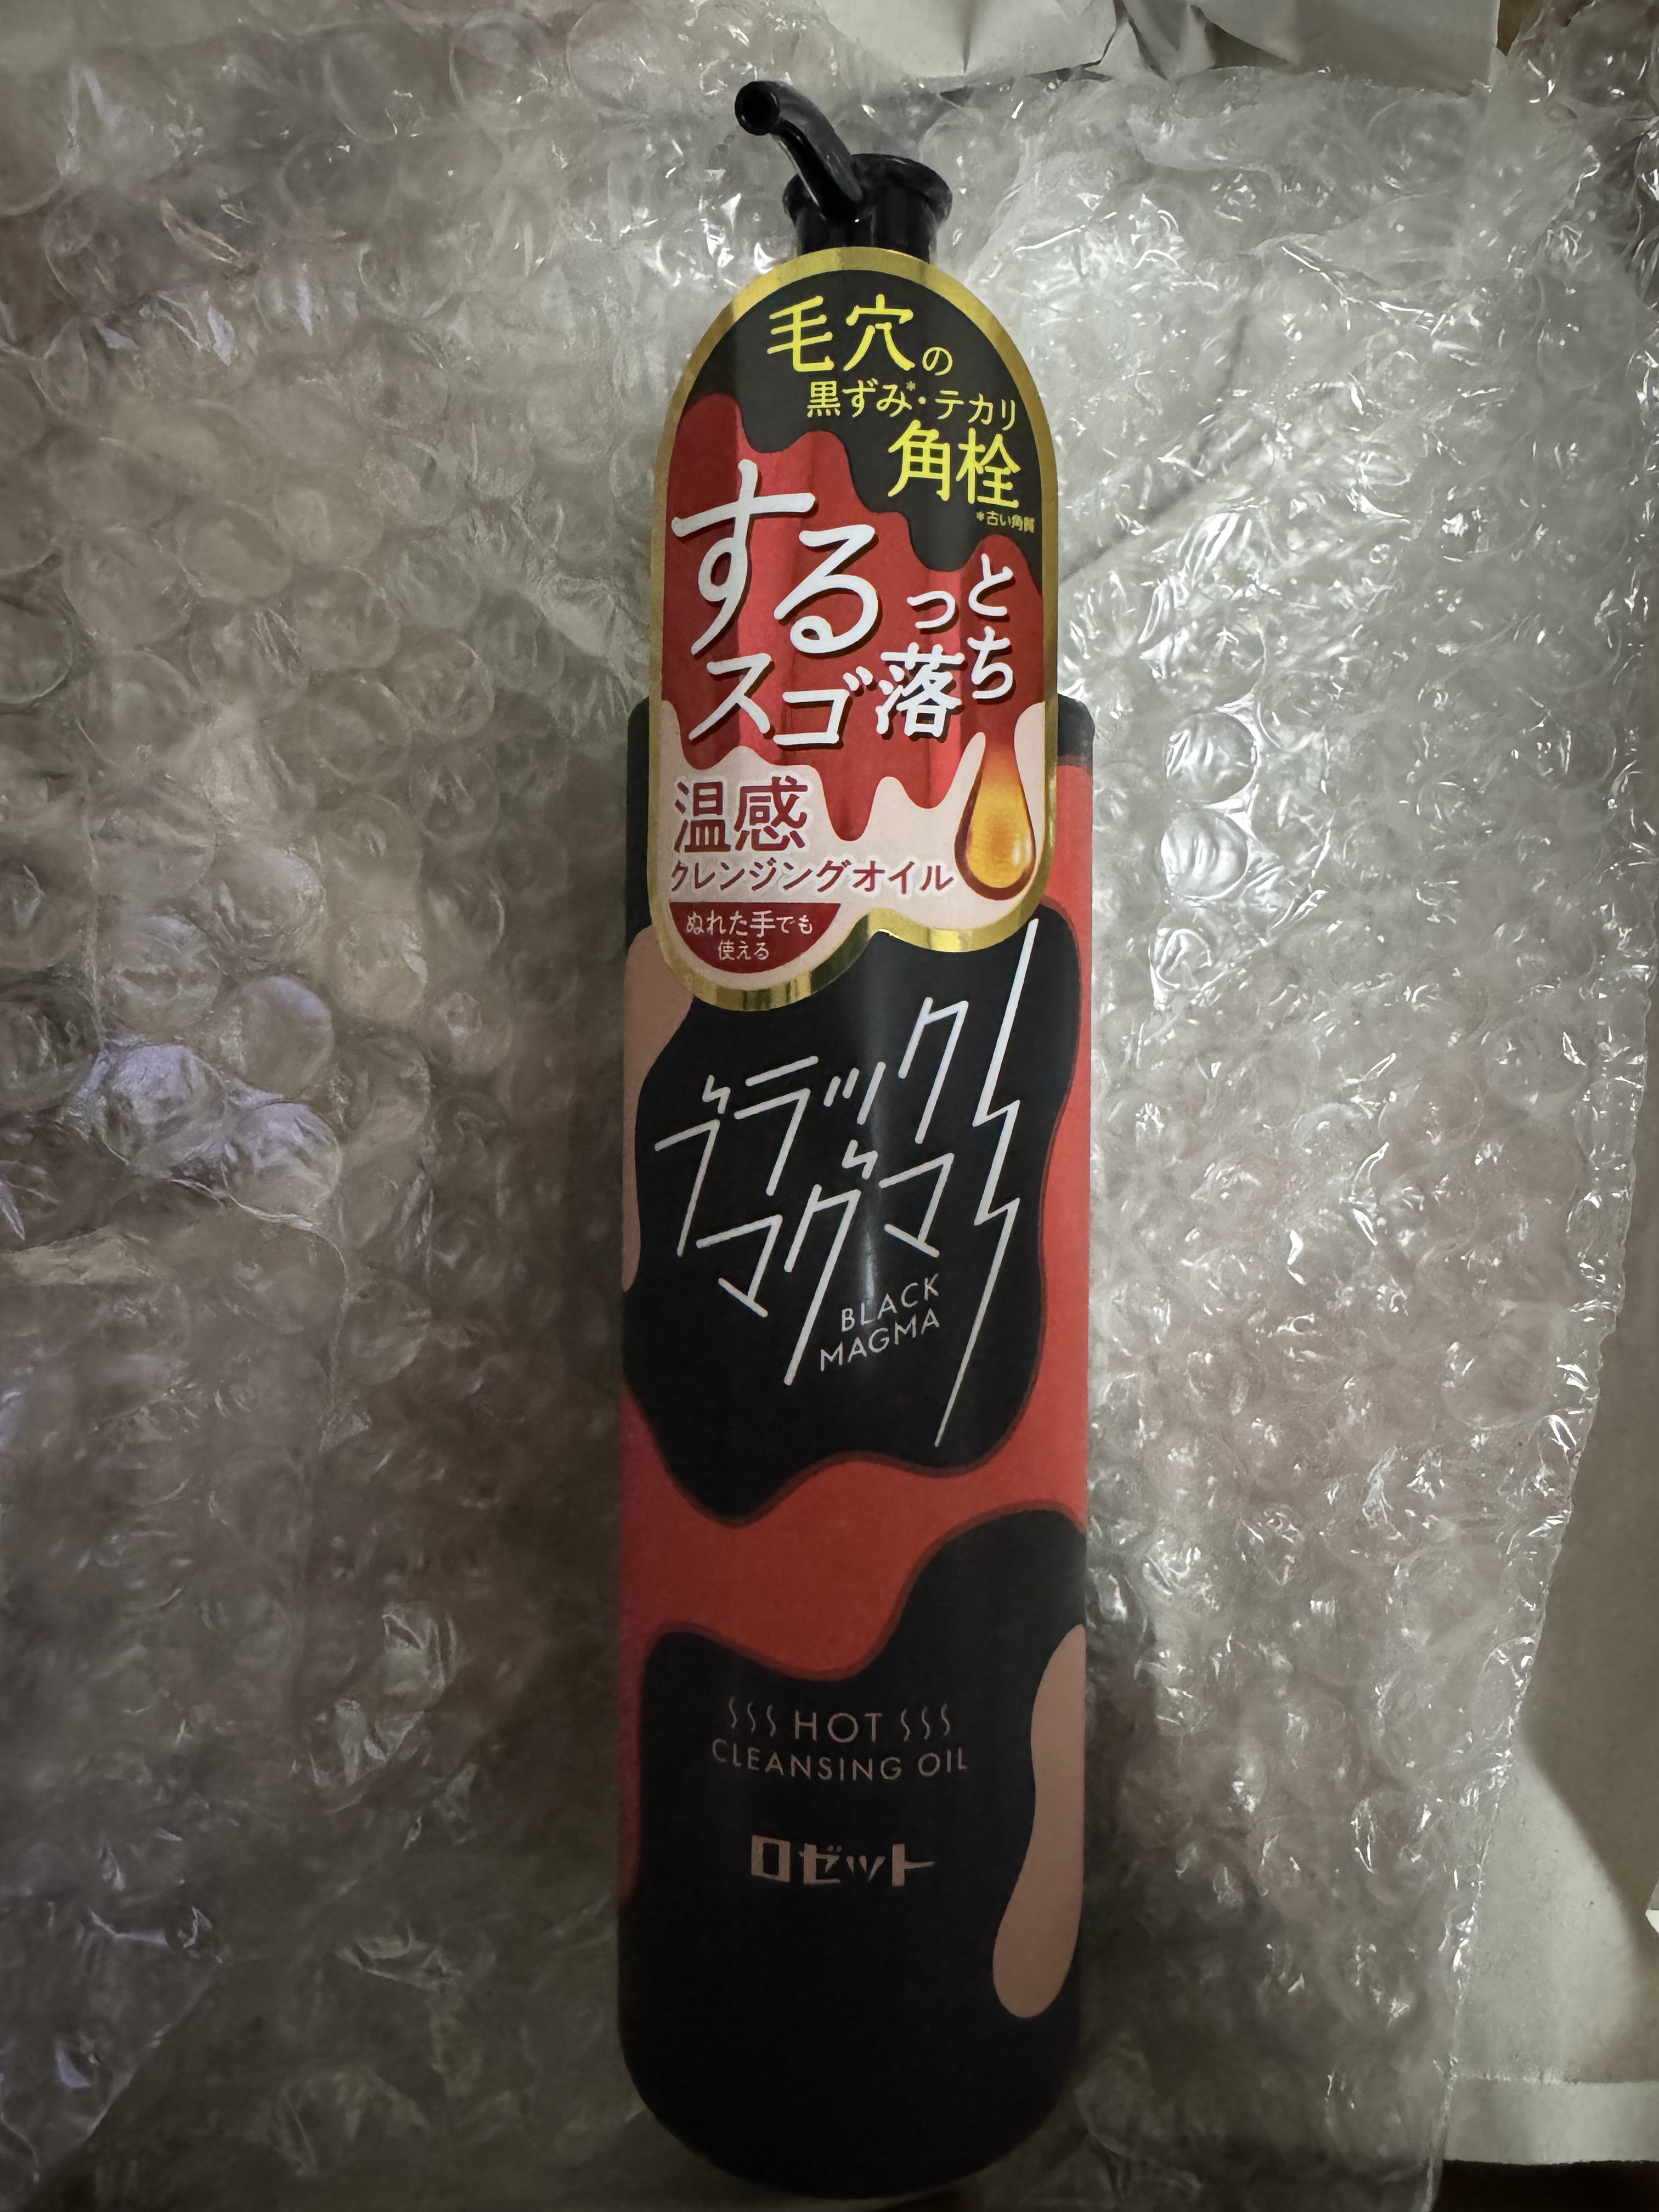 毛穴の
黒ずみ*・テカリ
角栓
*古い角質
するっと
スゴ落ち
温感
クレンジングオイル
ぬれた手でも
使える
ブラック
マグマ
BLACK
MAGMA
HOT
CLEANSING OIL
ロゼット